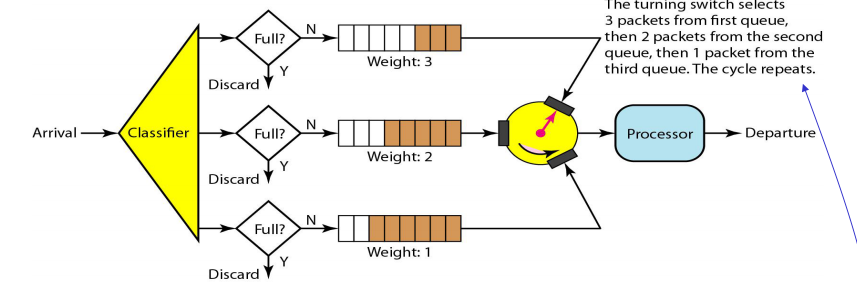 The turning switch selects
3 packets from first queue,
then 2 packets from the second
queue, then 1 packet from the
third queue. The cycle repeats.
Full?
N
Y
Discard
Weight: 3
Arrival
Classifier
Full?
N
Y
Discard
Weight: 2
Processor
Departure
Full?
N
Y
Discard
Weight: 1